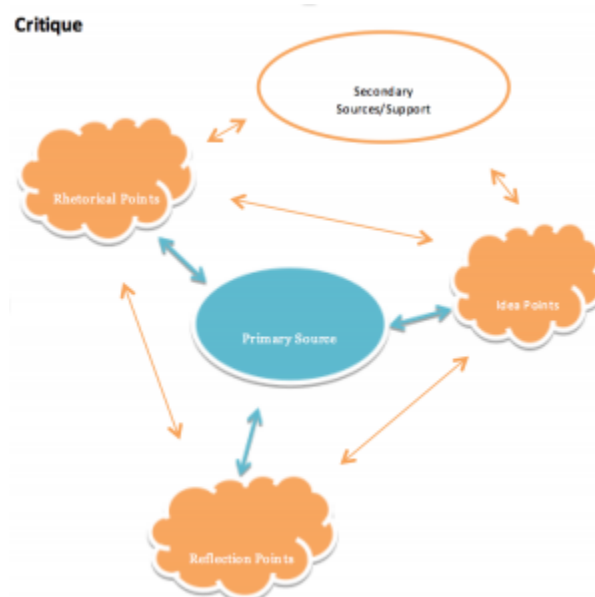 Critique
Secondary
Sources/Support
Rhetorical Points
Idea Points
Primary Source
Reflection Points